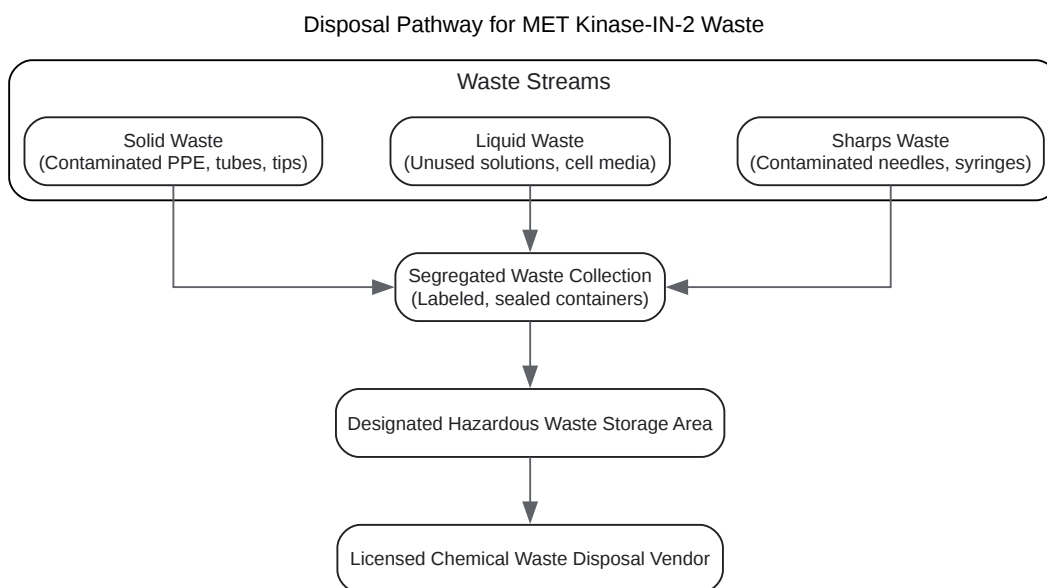 Disposal Pathway for MET Kinase-IN-2 Waste
Waste Streams
Solid Waste
(Contaminated PPE, tubes, tips)
Liquid Waste
(Unused solutions, cell media)
Sharps Waste
(Contaminated needles, syringes)
Segregated Waste Collection
(Labeled, sealed containers)
Designated Hazardous Waste Storage Area
Licensed Chemical Waste Disposal Vendor